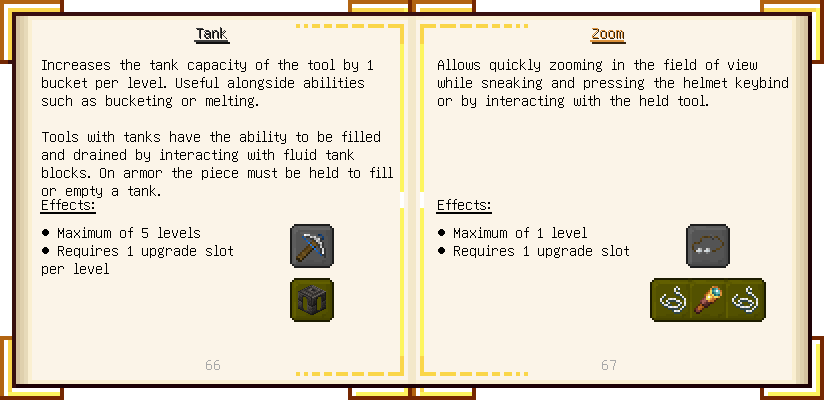 Tank
Increases the tank capacity of the tool by 1
bucket per level. Useful alongside abilities
such as bucketing or melting.
Tools with tanks have the ability to be filled
and drained by interacting with fluid tank
blocks. On armor the piece must be held to fill
or empty a tank.
Effects:
● Maximum of 5 levels
● Requires 1 upgrade slot
per level
66
Zoom
Allows quickly zooming in the field of view
while sneaking and pressing the helmet keybind
or by interacting with the held tool.
Effects:
● Maximum of 1 level
● Requires 1 upgrade slot
67